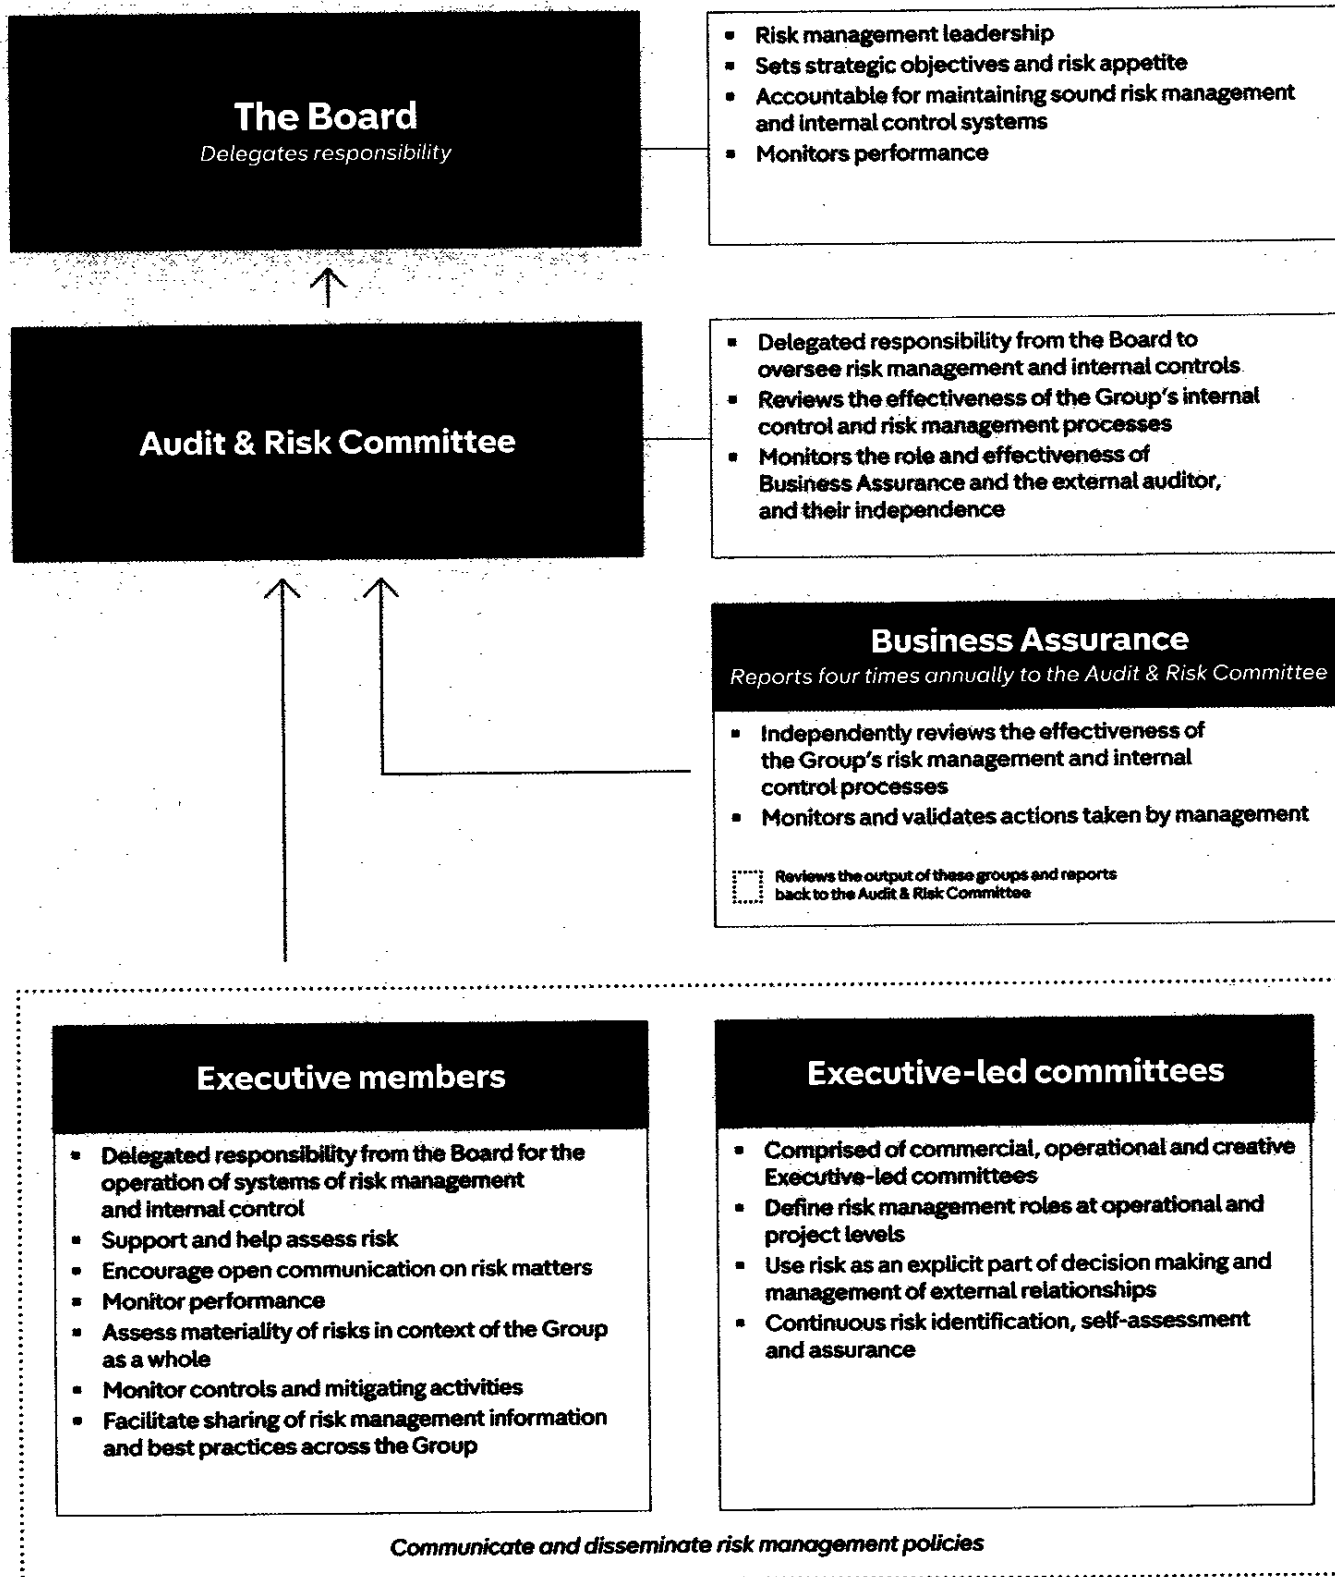 The Board
Delegates responsibility
▪ Risk management leadership
▪ Sets strategic objectives and risk appetite
▪ Accountable for maintaining sound risk management
and internal control systems
▪ Monitors performance
Audit & Risk Committee
▪ Delegated responsibility from the Board to
oversee risk management and internal controls
▪ Reviews the effectiveness of the Group's internal
control and risk management processes
▪ Monitors the role and effectiveness of
Business Assurance and the external auditor,
and their independence
Business Assurance
Reports four times annually to the Audit & Risk Committee
▪ Independently reviews the effectiveness of
the Group's risk management and internal
control processes
▪ Monitors and validates actions taken by management
Reviews the output of these groups and reports
back to the Audit & Risk Committee
Executive members
▪ Delegated responsibility from the Board for the
operation of systems of risk management
and internal control
▪ Support and help assess risk
▪ Encourage open communication on risk matters
▪ Monitor performance
▪ Assess materiality of risks in context of the Group
as a whole
▪ Monitor controls and mitigating activities
▪ Facilitate sharing of risk management information
and best practices across the Group
Executive-led committees
▪ Comprised of commercial, operational and creative
Executive-led committees
▪ Define risk management roles at operational and
project levels
▪ Use risk as an explicit part of decision making and
management of external relationships
▪ Continuous risk identification, self-assessment
and assurance
Communicate and disseminate risk management policies